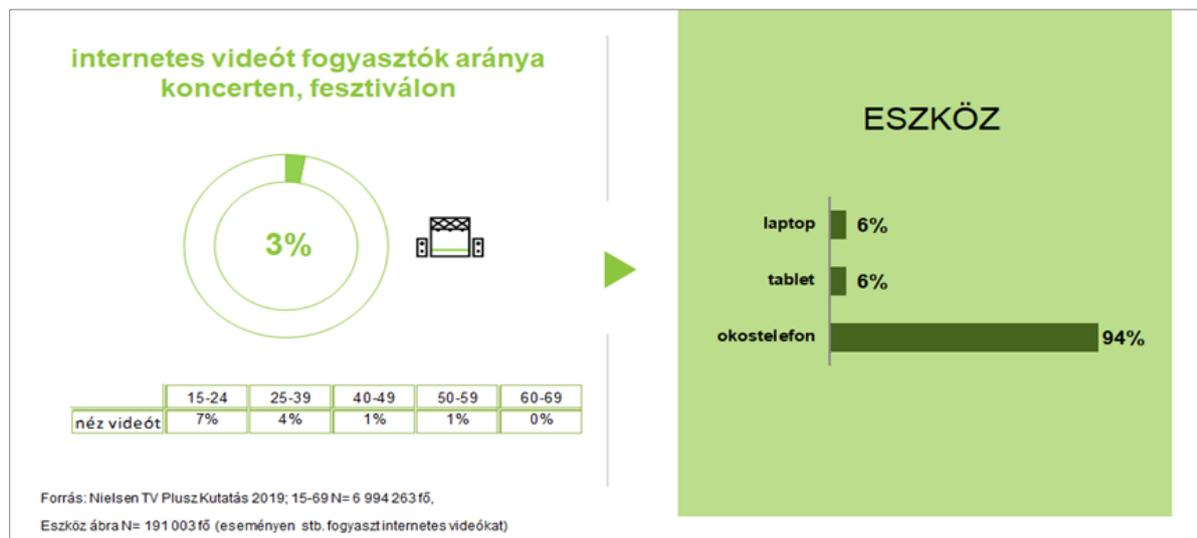 internetes videót fogyasztók aránya
koncerten, fesztiválon
3%
15-24 25-39 40-49 50-59 60-69
néz videót 7% 4% 1% 1% 0%
Forrás: Nielsen TV Plusz Kutatás 2019; 15-69 N= 6 994 263 fő,
Eszköz ábra N= 191 003 fő (eseményen stb. fogyaszt internetes videókat)
ESZKÖZ
laptop 6%
tablet 6%
okostelefon 94%